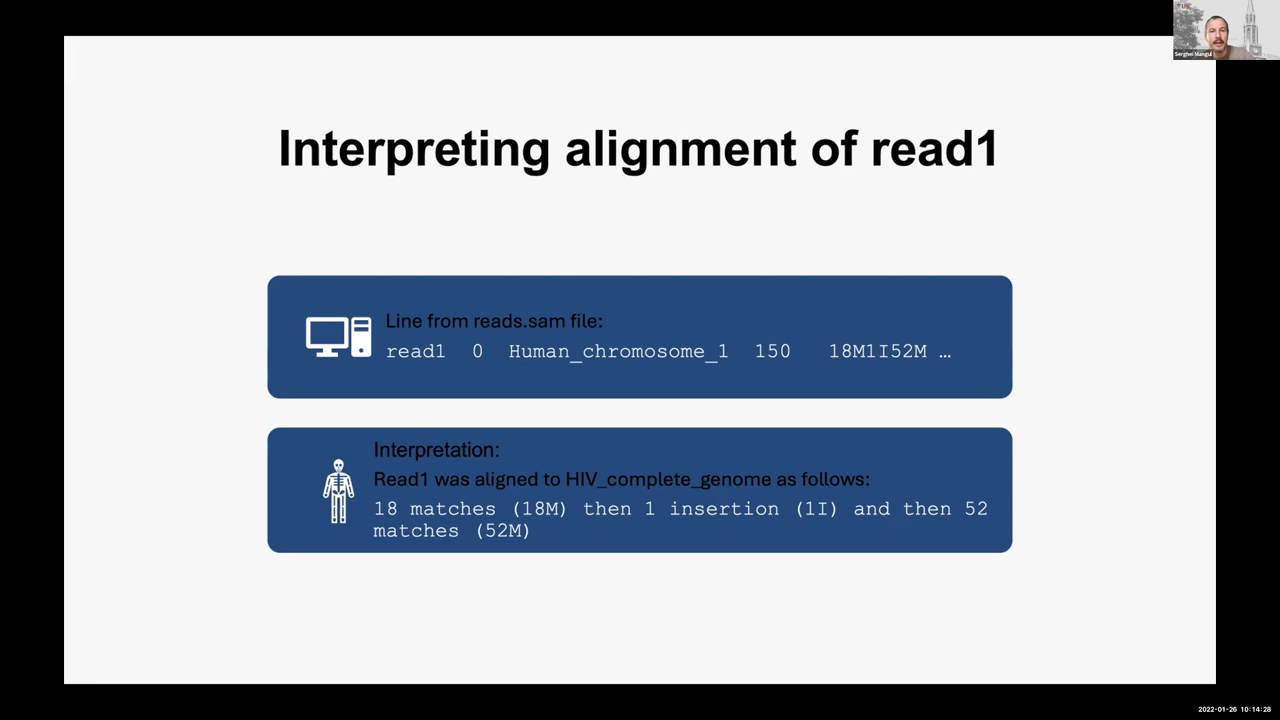 Serghei Mangul
Interpreting alignment of read1
Line from reads.sam file:
read1 0 Human_chromosome_1 150 18M1I52M …
Interpretation:
Read1 was aligned to HIV_complete_genome as follows:
18 matches (18M) then 1 insertion (1I) and then 52
matches (52M)
2022-01-26 10:14:28